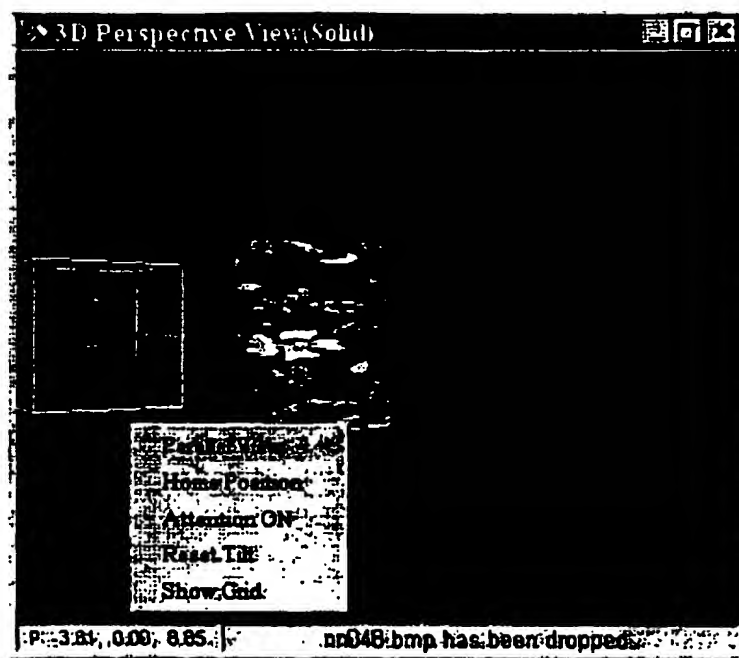 3D Perspective View(Solid)
Home Position
Attention ON
Reset Tilt
Show Grid
P: 3.81, 0.00, 8.85
nn048.bmp has been dropped.